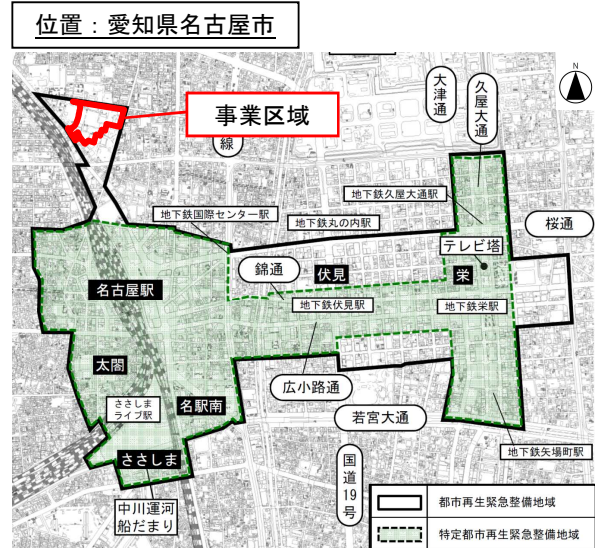 位置：愛知県名古屋市
N
事業区域
線
大津通
久屋大通
地下鉄久屋大通駅
地下鉄国際センター駅
地下鉄丸の内駅
桜通
テレビ塔
錦通
伏見
栄
名古屋駅
地下鉄伏見駅
地下鉄栄駅
太閤
広小路通
名駅南
ささしま
ライブ駅
若宮大通
地下鉄矢場町駅
ささしま
国道19号
中川運河
船だまり
都市再生緊急整備地域
特定都市再生緊急整備地域